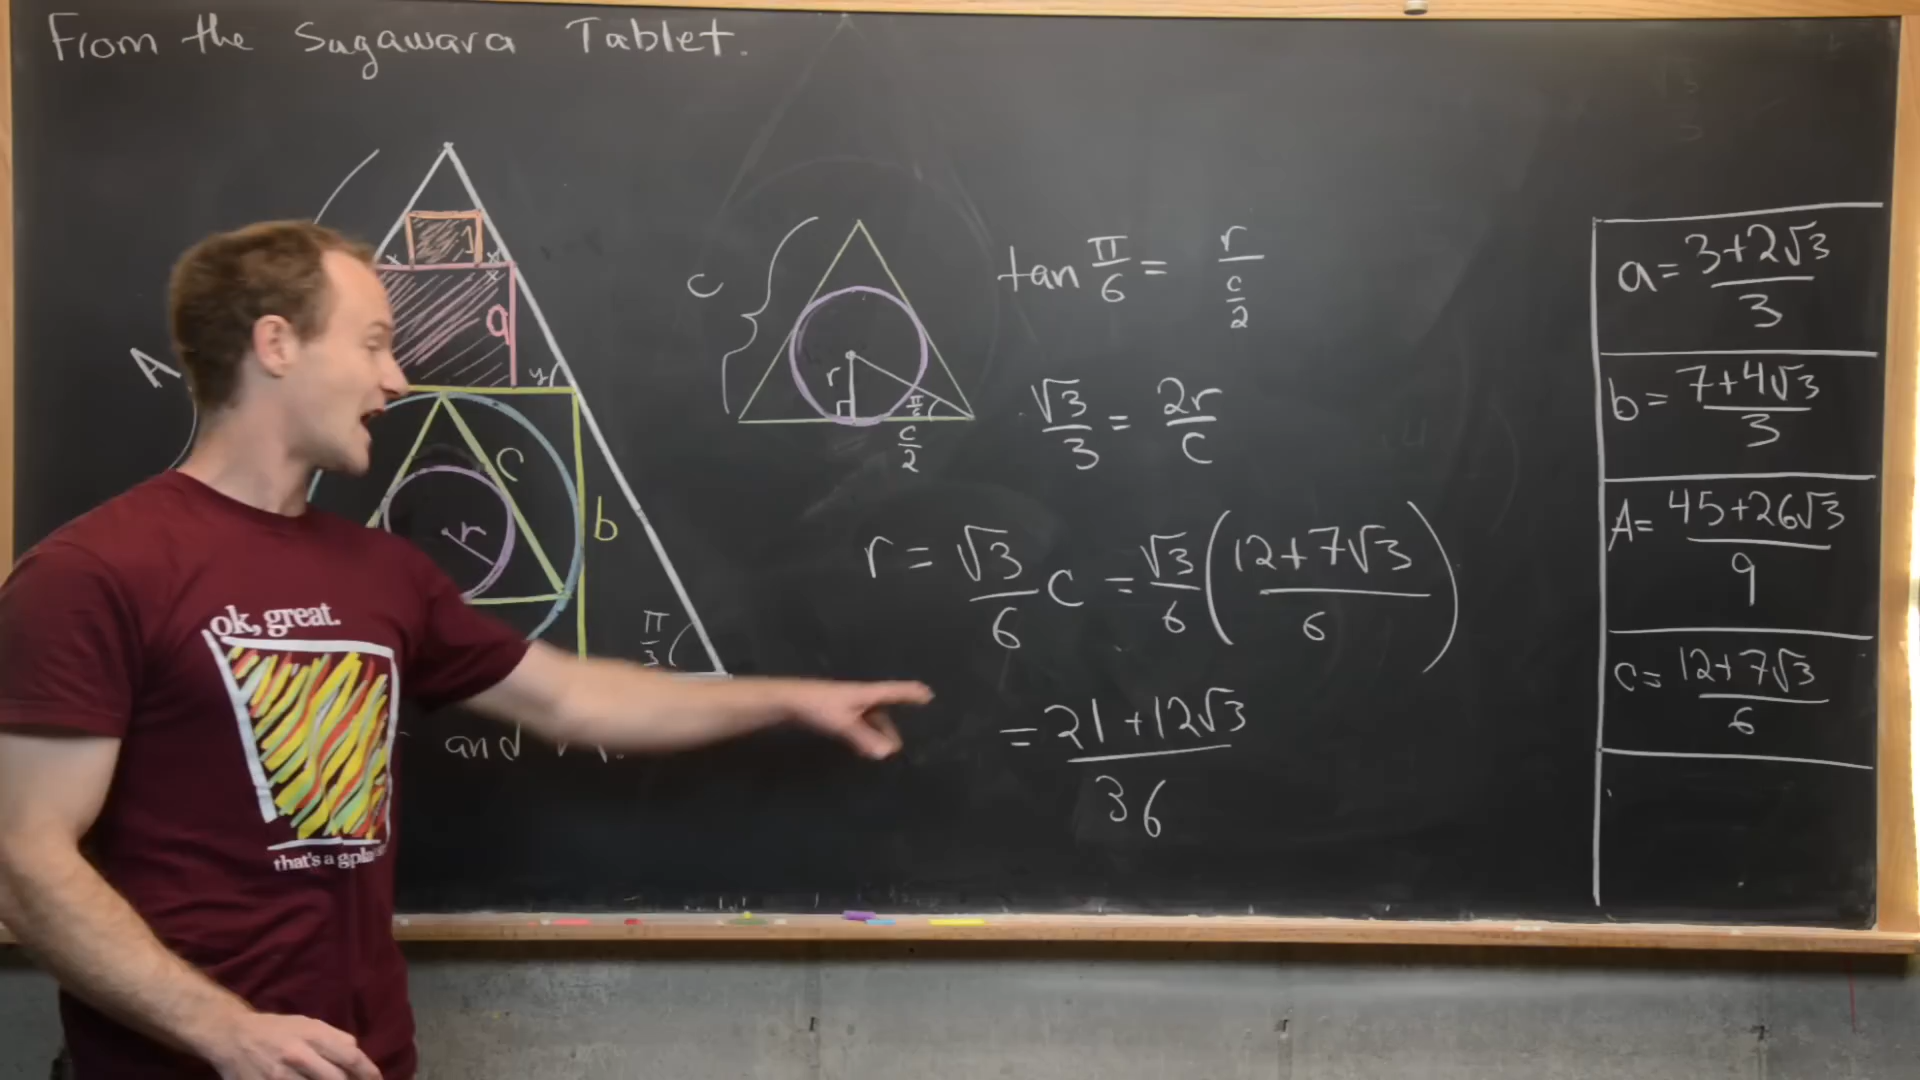 From the Sugawara Tablet.
A
1
x
x
a
y
c
b
r
π/3
and
c
r
π/6
c/2
tan π/6 = r/(c/2)
√3/3 = 2r/c
r = √3/6 c = √3/6 (12+7√3/6)
= 21+12√3/36
a = 3+2√3/3
b = 7+4√3/3
A = 45+26√3/9
c = 12+7√3/6
ok, great.
that's a